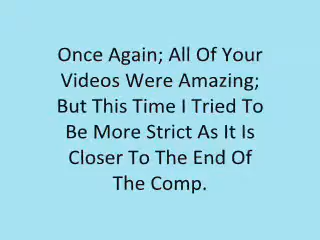 Once Again; All Of Your
Videos Were Amazing;
But This Time I Tried To
Be More Strict As It Is
Closer To The End Of
The Comp.